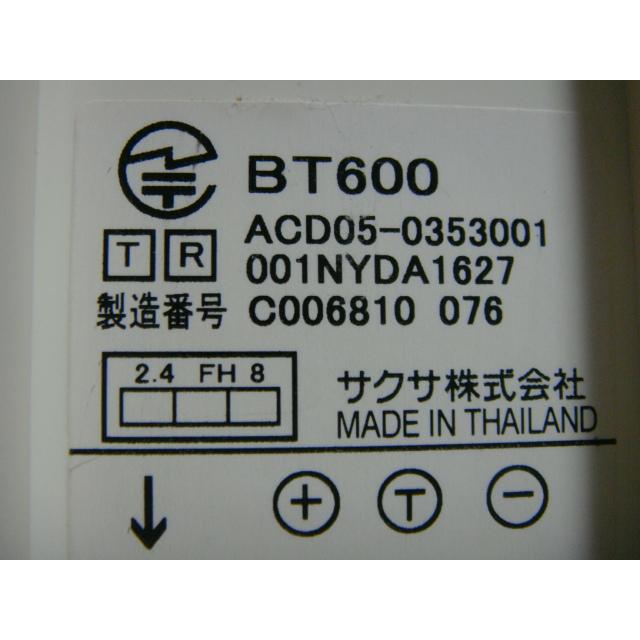 BT600
T ACD05-0353001
R 001NYDA1627
製造番号 C006810 076
2.4 FH 8
サクサ株式会社
MADE IN THAILAND
↓ + T −